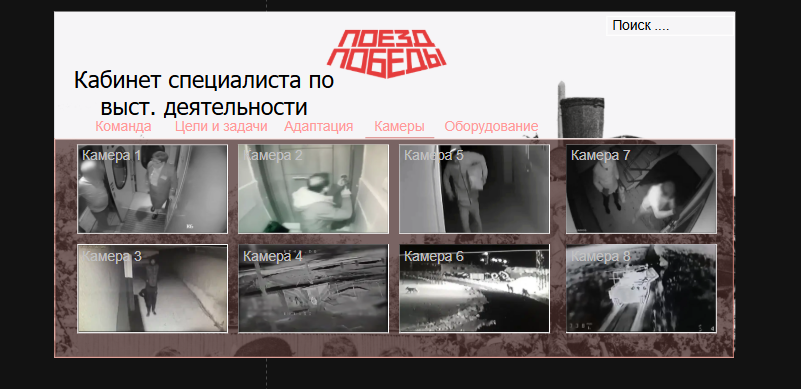 Поиск ....
ПОЕЗД
ПОБЕДЫ
Кабинет специалиста по
выст. деятельности
Команда Цели и задачи Адаптация Камеры Оборудование
Камера 1 Камера 2 Камера 5 Камера 7
Камера 3 Камера 4 Камера 6 Камера 8